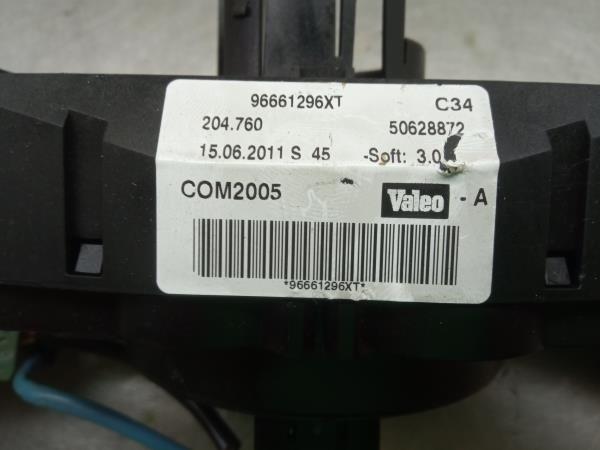 96661296XT C34
204.760 50628872
15.06.2011 S 45 -Soft: 3.0
COM2005 Valeo - A
*96661296XT*